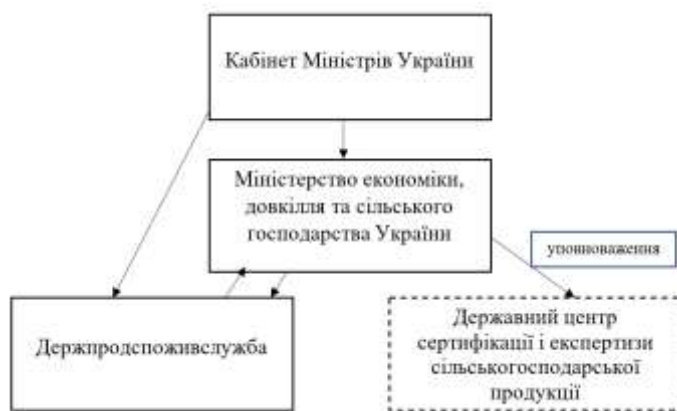 Кабінет Міністрів України
Міністерство економіки,
довкілля та сільського
господарства України
уповноваження
Держпродспоживслужба
Державний центр
сертифікації і експертизи
сільськогосподарської
продукції